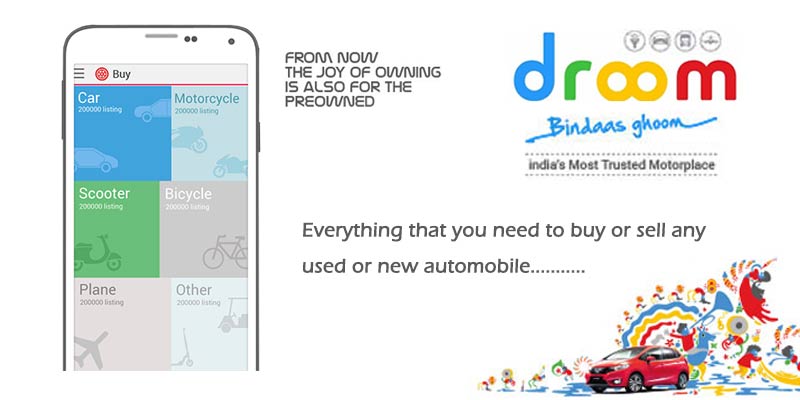 Buy
Car
200000 listing
Motorcycle
200000 listing
Scooter
200000 listing
Bicycle
200000 listing
Plane
200000 listing
Other
200000 listing
FROM NOW
THE JOY OF OWNING
IS ALSO FOR THE
PREOWNED
droom
Bindaas ghoom
india's Most Trusted Motorplace
Everything that you need to buy or sell any
used or new automobile...........